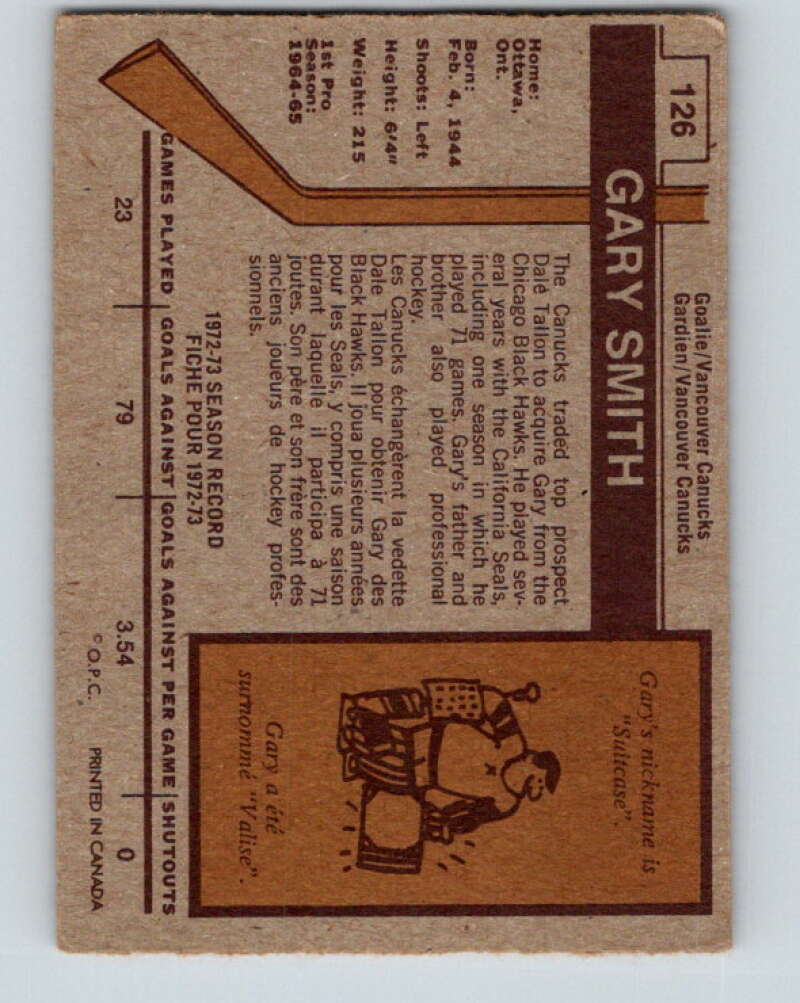 126
Goalie/Vancouver Canucks
Gardien/Vancouver Canucks
GARY SMITH
Home:
Ottawa,
Ont.
Born:
Feb. 4, 1944
Shoots: Left
Height: 6'4"
Weight: 215
1st Pro
Season:
1964-65
The Canucks traded top prospect
Dale Tallon to acquire Gary from the
Chicago Black Hawks. He played sev-
eral years with the California Seals,
including one season in which he
played 71 games. Gary's father and
brother also played professional
hockey.
Les Canucks échangèrent la vedette
Dale Tallon pour obtenir Gary des
Black Hawks. Il joua plusieurs années
pour les Seals, y compris une saison
durant laquelle il participa à 71
joutes. Son père et son frère sont des
anciens joueurs de hockey profes-
sionnels.
Gary's nickname is
"Suitcase".
Gary a été
surnommé "Valise".
1972-73 SEASON RECORD
FICHE POUR 1972-73
GAMES PLAYED GOALS AGAINST GOALS AGAINST PER GAME SHUTOUTS
23 79 3.54 0
© O.P.C. PRINTED IN CANADA